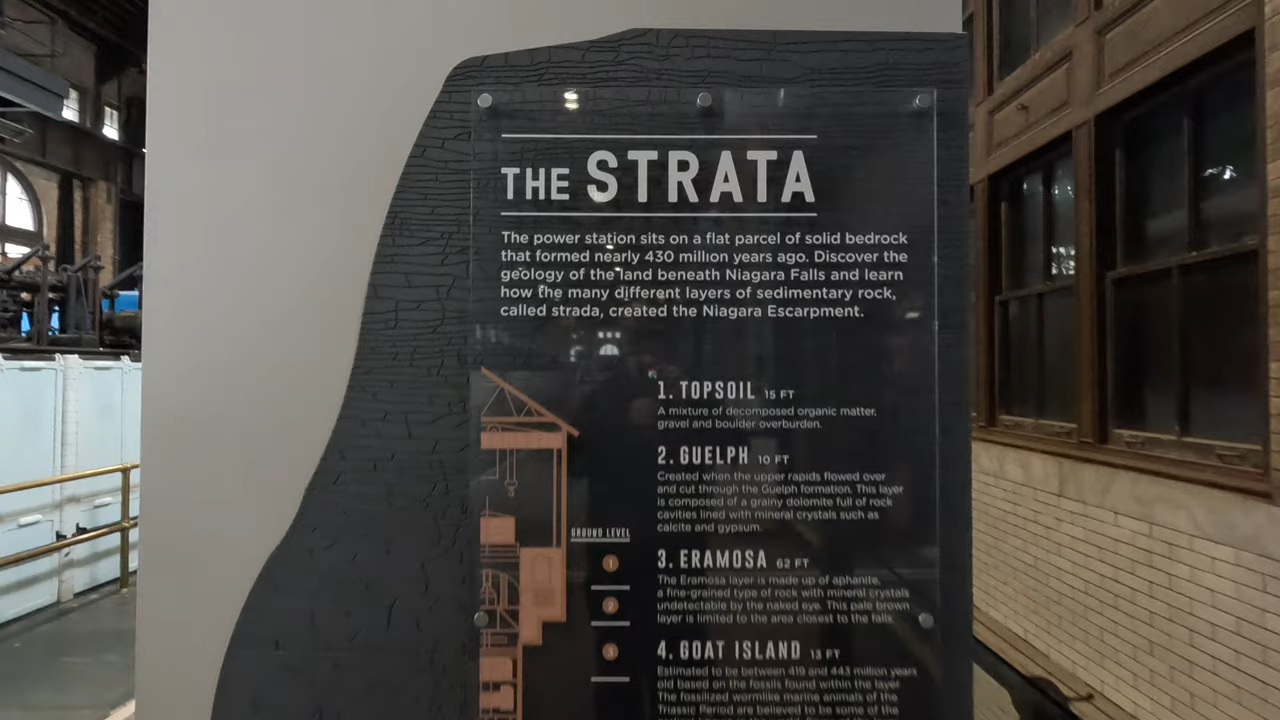 THE STRATA
The power station sits on a flat parcel of solid bedrock
that formed nearly 430 million years ago. Discover the
geology of the land beneath Niagara Falls and learn
how the many different layers of sedimentary rock,
called strada, created the Niagara Escarpment.
1. TOPSOIL 15 FT
A mixture of decomposed organic matter,
gravel and boulder overburden.
2. GUELPH 10 FT
Created when the upper rapids flowed over
and cut through the Guelph formation. This layer
is composed of a grainy dolomite full of rock
cavities lined with mineral crystals such as
calcite and gypsum.
GROUND LEVEL
1
2
3
3. ERAMOSA 62 FT
The Eramosa layer is made up of aphanite,
a fine-grained type of rock with mineral crystals
undetectable by the naked eye. This pale brown
layer is limited to the area closest to the falls.
4. GOAT ISLAND 13 FT
Estimated to be between 419 and 443 million years
old based on the fossils found within the layer.
The fossilized wormlike marine animals of the
Triassic Period are believed to be some of the